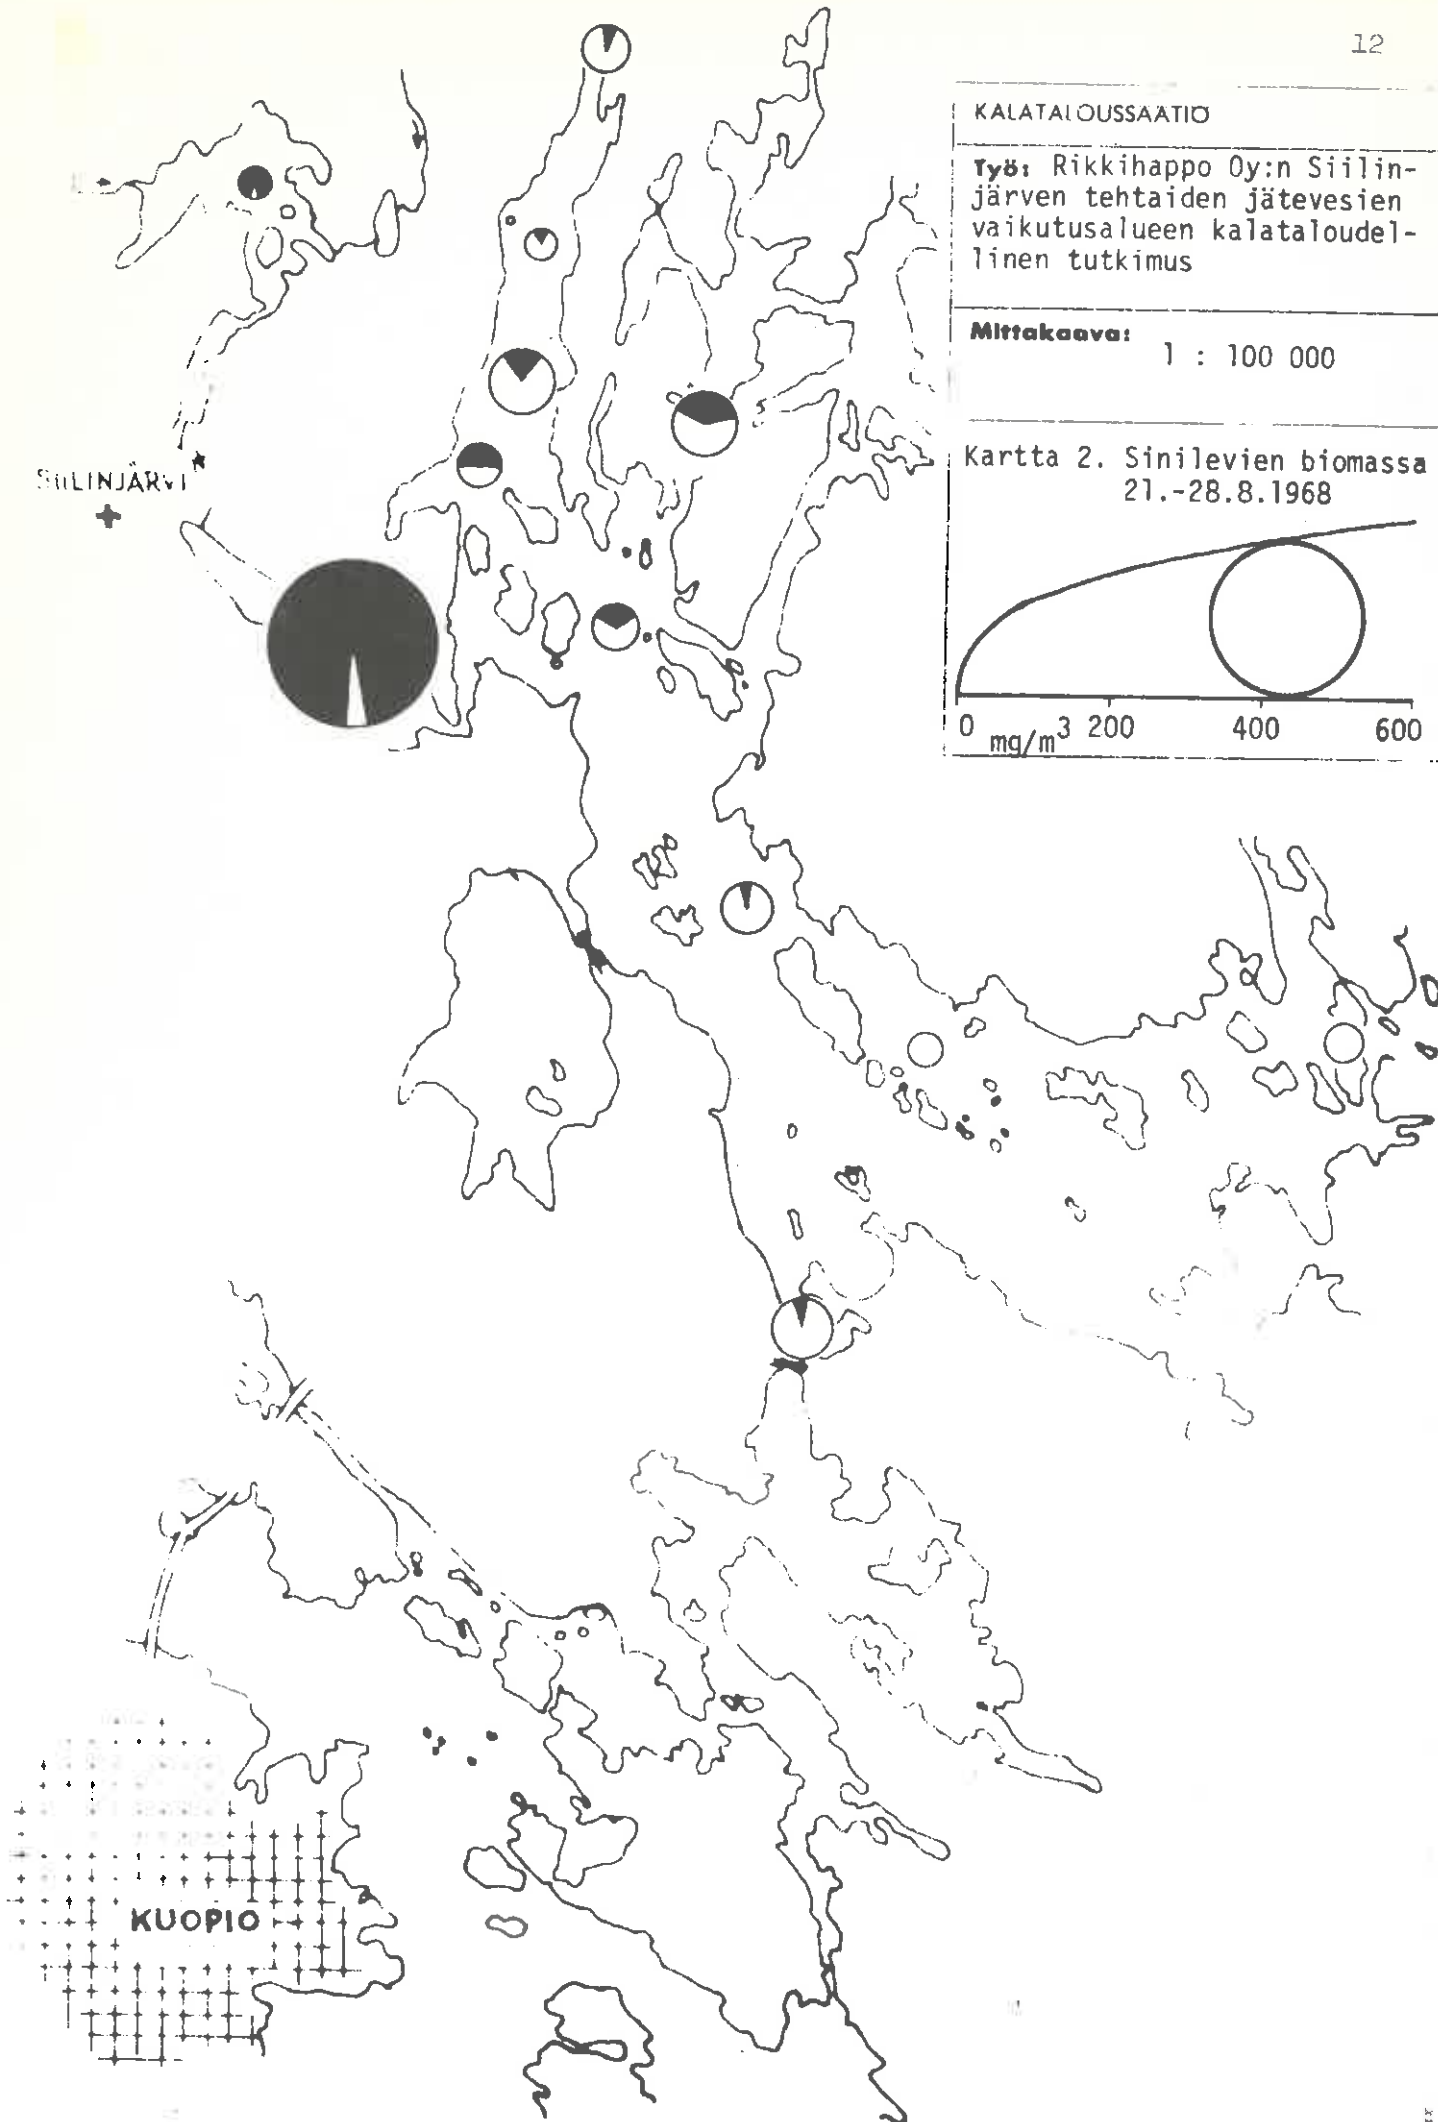 12
KALATALOUSSÄÄTIÖ
Työ: Rikkihappo Oy:n Siilin-
järven tehtaiden jätevesien
vaikutusalueen kalataloudel-
linen tutkimus
Mittakaava:
1 : 100 000
Kartta 2. Sinilevien biomassa
21.-28.8.1968
0 200 400 600
mg/m³
SIILINJÄRVI
KUOPIO